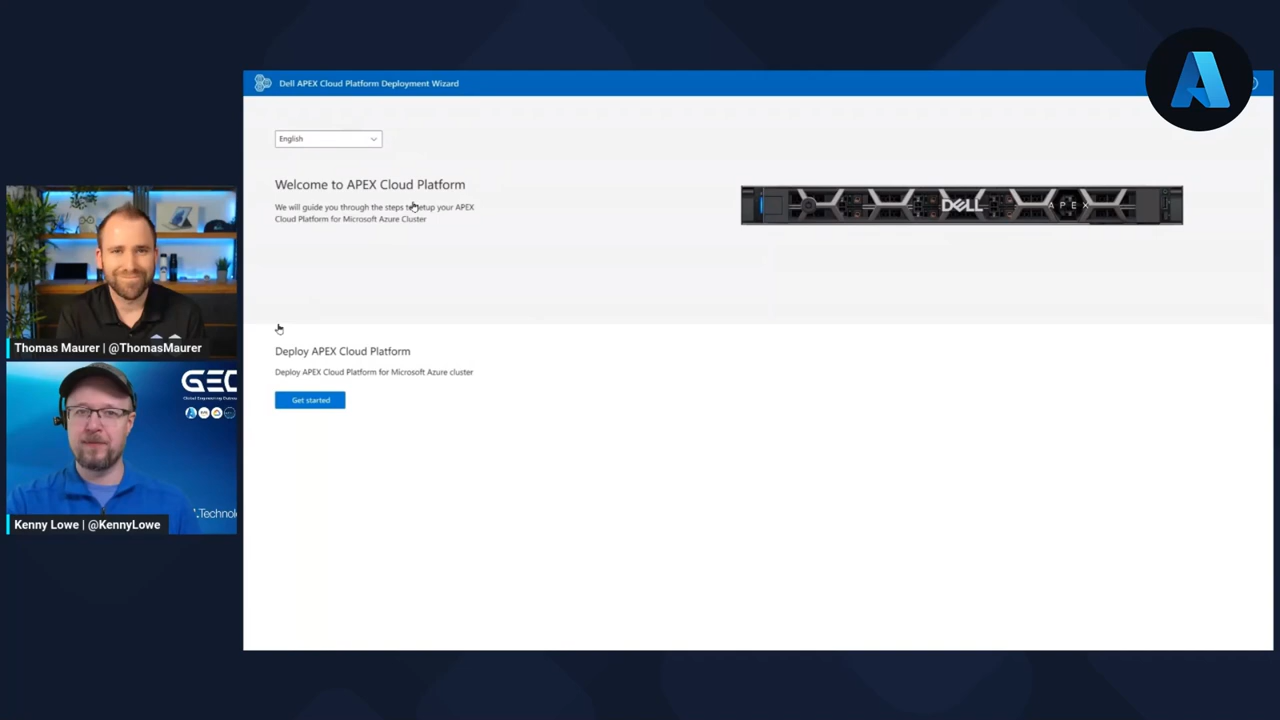 Dell APEX Cloud Platform Deployment Wizard
English
Welcome to APEX Cloud Platform
We will guide you through the steps to setup your APEX
Cloud Platform for Microsoft Azure Cluster
DELL
APEX
Deploy APEX Cloud Platform
Deploy APEX Cloud Platform for Microsoft Azure cluster
Get started
Thomas Maurer | @ThomasMaurer
GEO
Kenny Lowe | @KennyLowe